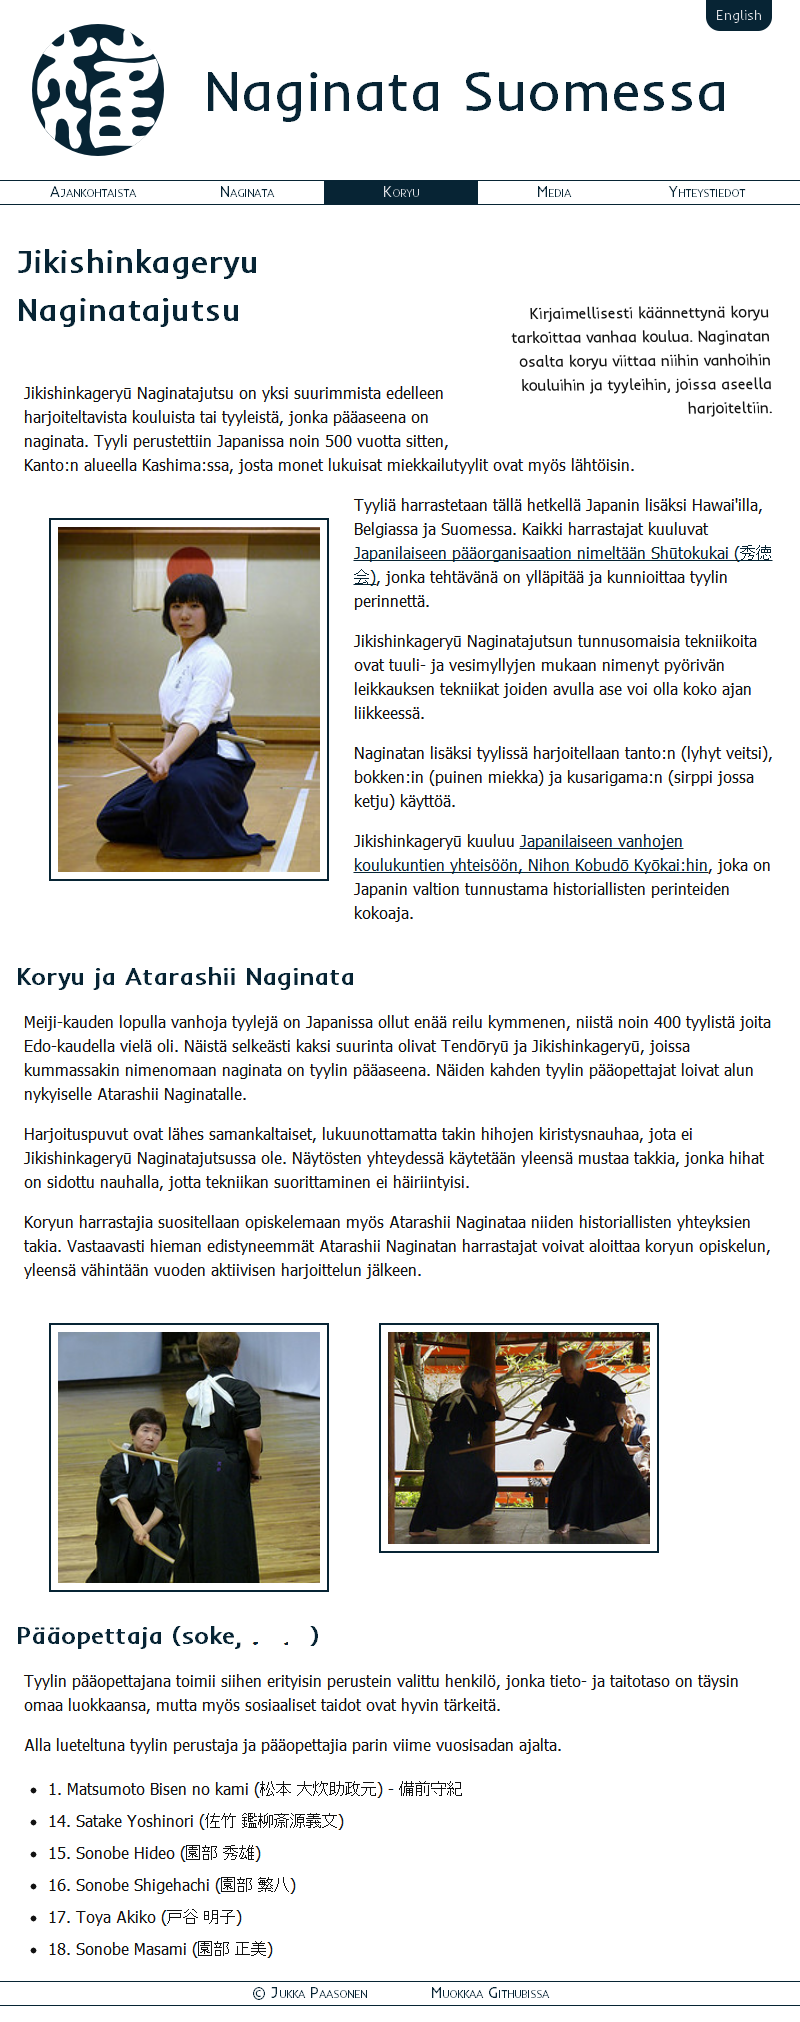 English
Naginata Suomessa
Ajankohtaista
Naginata
Koryu
Media
Yhteystiedot
Jikishinkageryu
Naginatajutsu
Kirjaimellisesti käännettynä koryu
tarkoittaa vanhaa koulua. Naginatan
osalta koryu viittaa niihin vanhoihin
kouluihin ja tyyleihin, joissa aseella
harjoiteltiin.
Jikishinkageryū Naginatajutsu on yksi suurimmista edelleen
harjoiteltavista kouluista tai tyyleistä, jonka pääaseena on
naginata. Tyyli perustettiin Japanissa noin 500 vuotta sitten,
Kanto:n alueella Kashima:ssa, josta monet lukuisat miekkailutyylit ovat myös lähtöisin.
Tyyliä harrastetaan tällä hetkellä Japanin lisäksi Hawai'illa,
Belgiassa ja Suomessa. Kaikki harrastajat kuuluvat
Japanilaiseen pääorganisaation nimeltään Shūtokukai (秀徳
会), jonka tehtävänä on ylläpitää ja kunnioittaa tyylin
perinnettä.
Jikishinkageryū Naginatajutsun tunnusomaisia tekniikoita
ovat tuuli- ja vesimyllyjen mukaan nimenyt pyörivän
leikkauksen tekniikat joiden avulla ase voi olla koko ajan
liikkeessä.
Naginatan lisäksi tyylissä harjoitellaan tanto:n (lyhyt veitsi),
bokken:in (puinen miekka) ja kusarigama:n (sirppi jossa
ketju) käyttöä.
Jikishinkageryū kuuluu Japanilaiseen vanhojen
koulukuntien yhteisöön, Nihon Kobudō Kyōkai:hin, joka on
Japanin valtion tunnustama historiallisten perinteiden
kokoaja.
Koryu ja Atarashii Naginata
Meiji-kauden lopulla vanhoja tyylejä on Japanissa ollut enää reilu kymmenen, niistä noin 400 tyylistä joita
Edo-kaudella vielä oli. Näistä selkeästi kaksi suurinta olivat Tendōryū ja Jikishinkageryū, joissa
kummassakin nimenomaan naginata on tyylin pääaseena. Näiden kahden tyylin pääopettajat loivat alun
nykyiselle Atarashii Naginatalle.
Harjoituspuvut ovat lähes samankaltaiset, lukuunottamatta takin hihojen kiristysnauhaa, jota ei
Jikishinkageryū Naginatajutsussa ole. Näytösten yhteydessä käytetään yleensä mustaa takkia, jonka hihat
on sidottu nauhalla, jotta tekniikan suorittaminen ei häiriintyisi.
Koryun harrastajia suositellaan opiskelemaan myös Atarashii Naginataa niiden historiallisten yhteyksien
takia. Vastaavasti hieman edistyneemmät Atarashii Naginatan harrastajat voivat aloittaa koryun opiskelun,
yleensä vähintään vuoden aktiivisen harjoittelun jälkeen.
Pääopettaja (soke, )
Tyylin pääopettajana toimii siihen erityisin perustein valittu henkilö, jonka tieto- ja taitotaso on täysin
omaa luokkaansa, mutta myös sosiaaliset taidot ovat hyvin tärkeitä.
Alla lueteltuna tyylin perustaja ja pääopettajia parin viime vuosisadan ajalta.
• 1. Matsumoto Bisen no kami (松本 大炊助政元) - 備前守紀
• 14. Satake Yoshinori (佐竹 鑑柳斎源義文)
• 15. Sonobe Hideo (園部 秀雄)
• 16. Sonobe Shigehachi (園部 繁八)
• 17. Toya Akiko (戸谷 明子)
• 18. Sonobe Masami (園部 正美)
© Jukka Paasonen
Muokkaa Githubissa